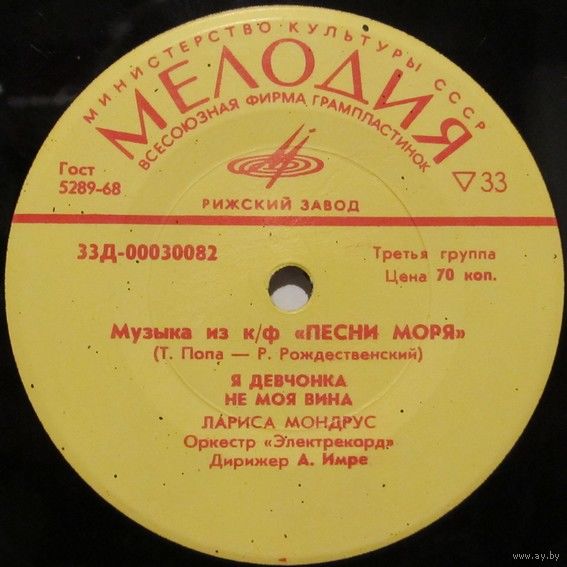 МИНИСТЕРСТВО КУЛЬТУРЫ СССР
МЕЛОДИЯ
ВСЕСОЮЗНАЯ ФИРМА ГРАМПЛАСТИНОК
Гост
5289-68
▽33
РИЖСКИЙ ЗАВОД
33Д-00030082
Третья группа
Цена 70 коп.
Музыка из к/ф «ПЕСНИ МОРЯ»
(Т. Попа — Р. Рождественский)
Я ДЕВЧОНКА
НЕ МОЯ ВИНА
ЛАРИСА МОНДРУС
Оркестр «Электрекорд»
Дирижер А. Имре
www.ay.by